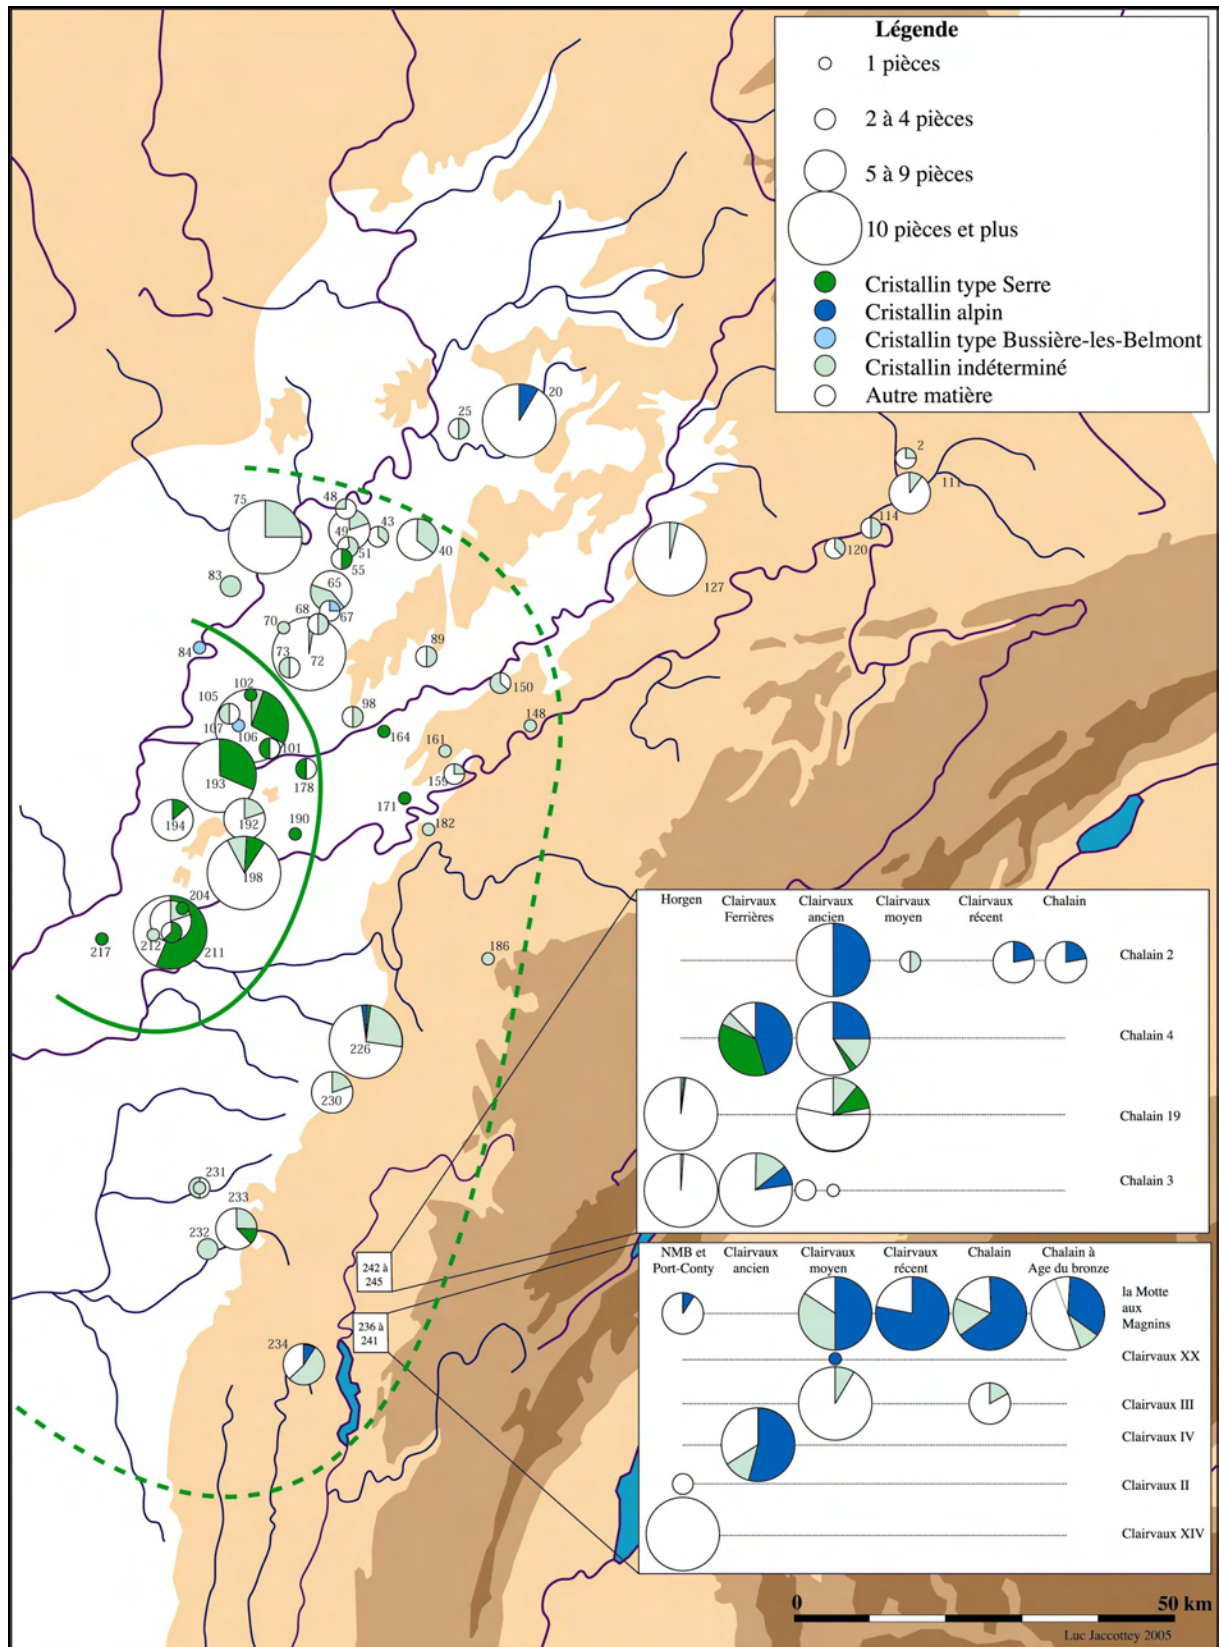 Légende
1 pièces
2 à 4 pièces
5 à 9 pièces
10 pièces et plus
Cristallin type Serre
Cristallin alpin
Cristallin type Bussière-les-Belmont
Cristallin indéterminé
Autre matière
20
25
2
111
114
120
127
75
48
49
43
51
40
55
83
65
68
67
70
84
73
72
89
150
98
102
105
107
106
101
164
148
161
159
193
178
171
194
192
190
182
198
204
217
212
211
186
226
230
231
233
232
234
242 à
245
236 à
241
Horgen
Clairvaux
Ferrières
Clairvaux
ancien
Clairvaux
moyen
Clairvaux
récent
Chalain
Chalain 2
Chalain 4
Chalain 19
Chalain 3
NMB et
Port-Conty
Clairvaux
ancien
Clairvaux
moyen
Clairvaux
récent
Chalain
Chalain à
Age du bronze
la Motte
aux
Magnins
Clairvaux XX
Clairvaux III
Clairvaux IV
Clairvaux II
Clairvaux XIV
0
50 km
Luc Jaccottey 2005